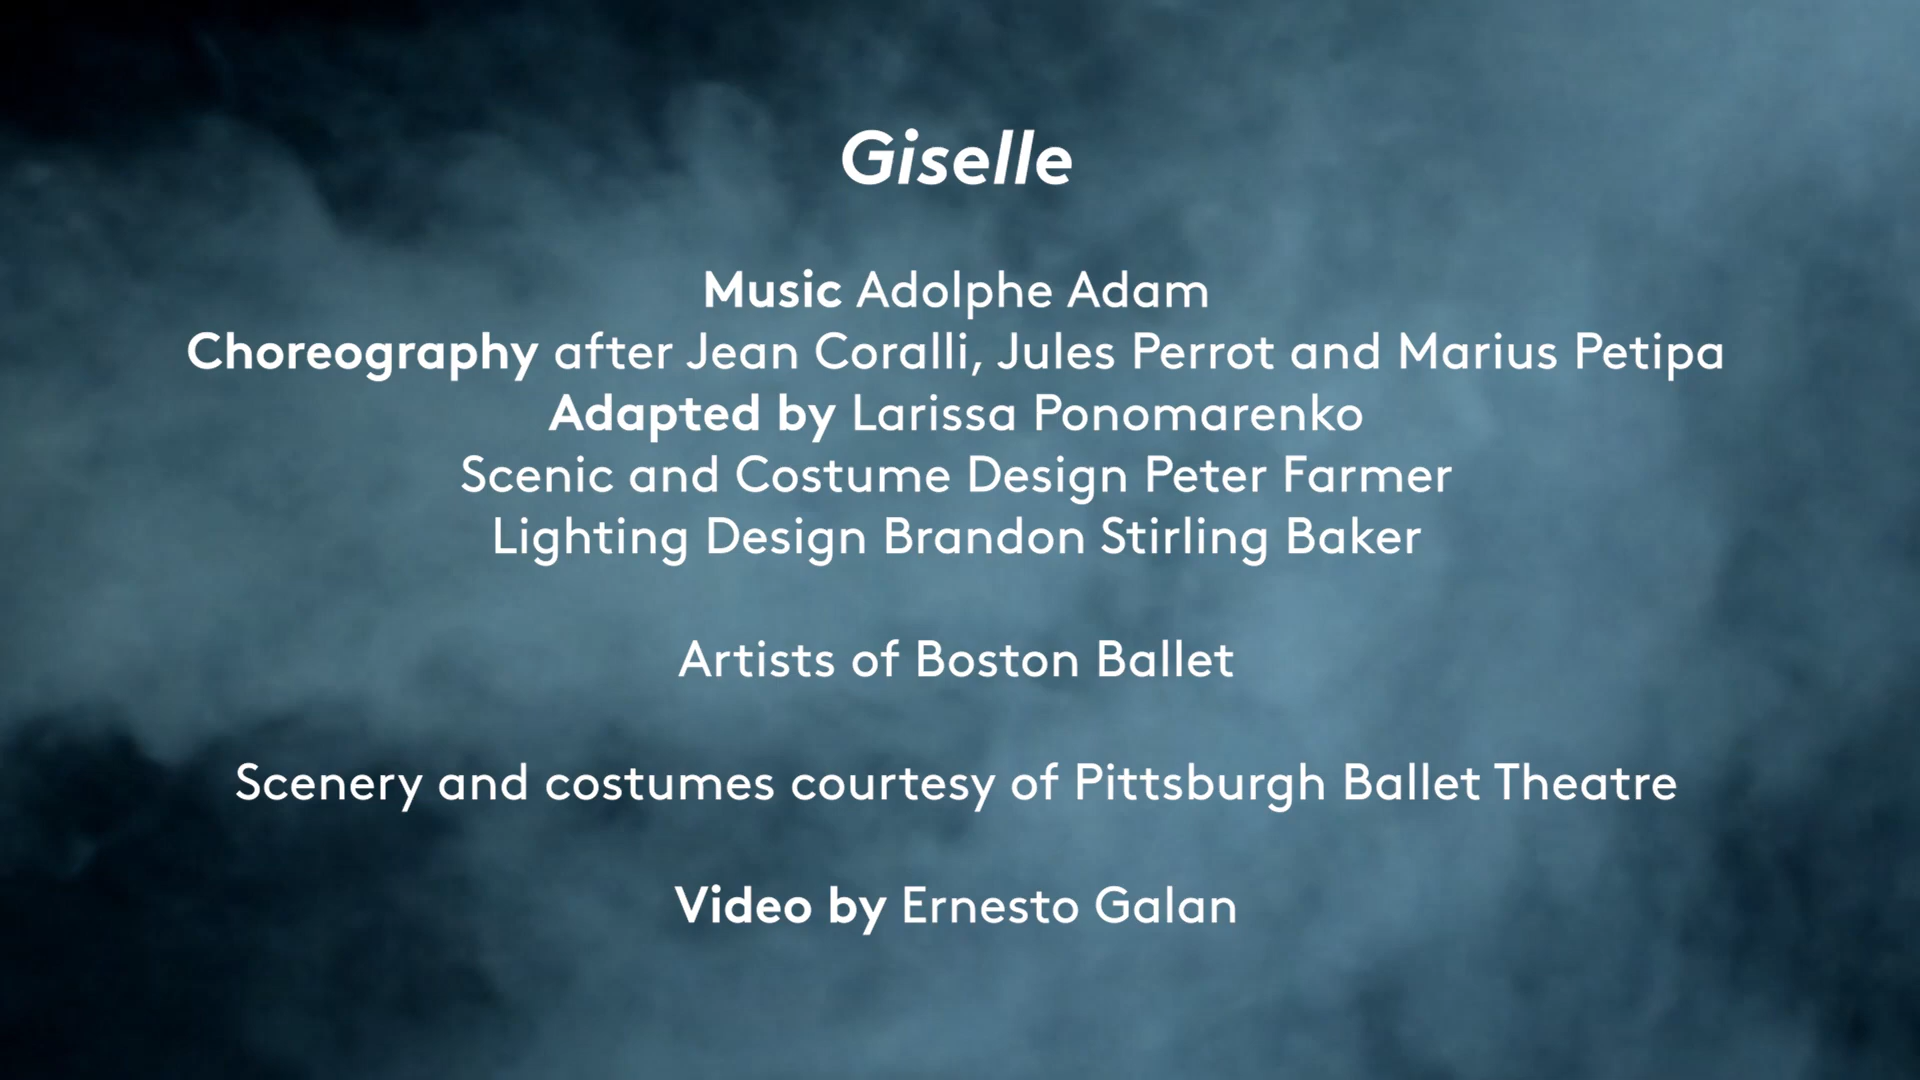 Giselle
Music Adolphe Adam
Choreography after Jean Coralli, Jules Perrot and Marius Petipa
Adapted by Larissa Ponomarenko
Scenic and Costume Design Peter Farmer
Lighting Design Brandon Stirling Baker
Artists of Boston Ballet
Scenery and costumes courtesy of Pittsburgh Ballet Theatre
Video by Ernesto Galan